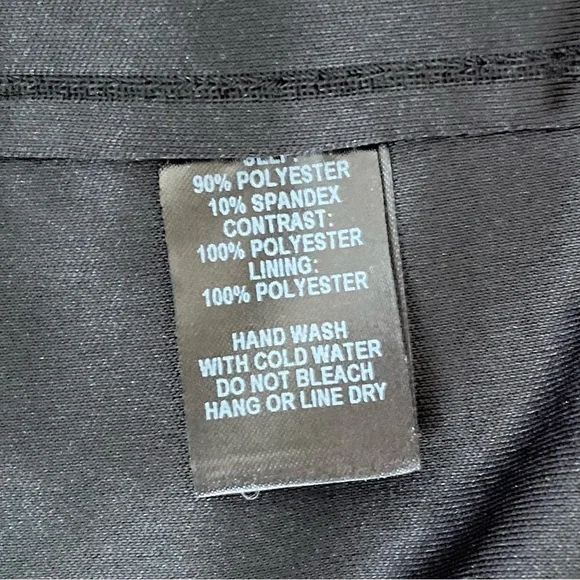 SELF:
90% POLYESTER
10% SPANDEX
CONTRAST:
100% POLYESTER
LINING:
100% POLYESTER
HAND WASH
WITH COLD WATER
DO NOT BLEACH
HANG OR LINE DRY